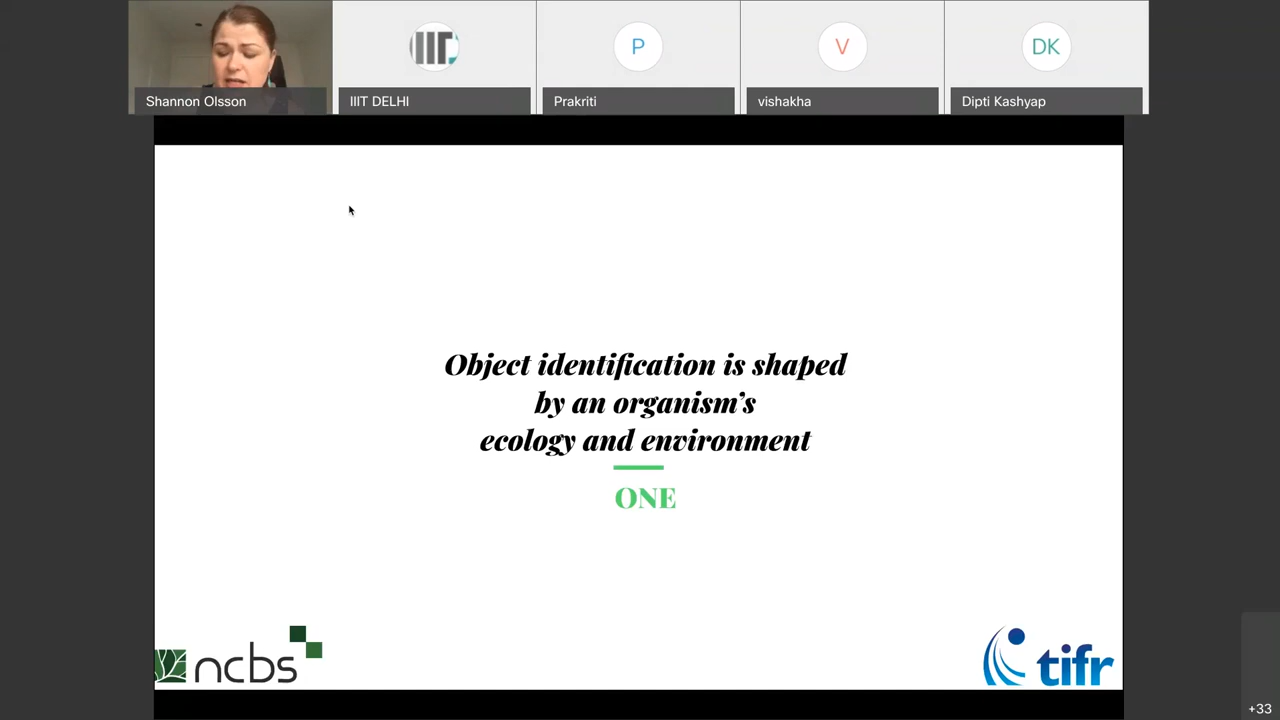 Shannon Olsson
IIIT DELHI
P
Prakriti
V
vishakha
DK
Dipti Kashyap
Object identification is shaped
by an organism's
ecology and environment
ONE
ncbs
tifr
+33